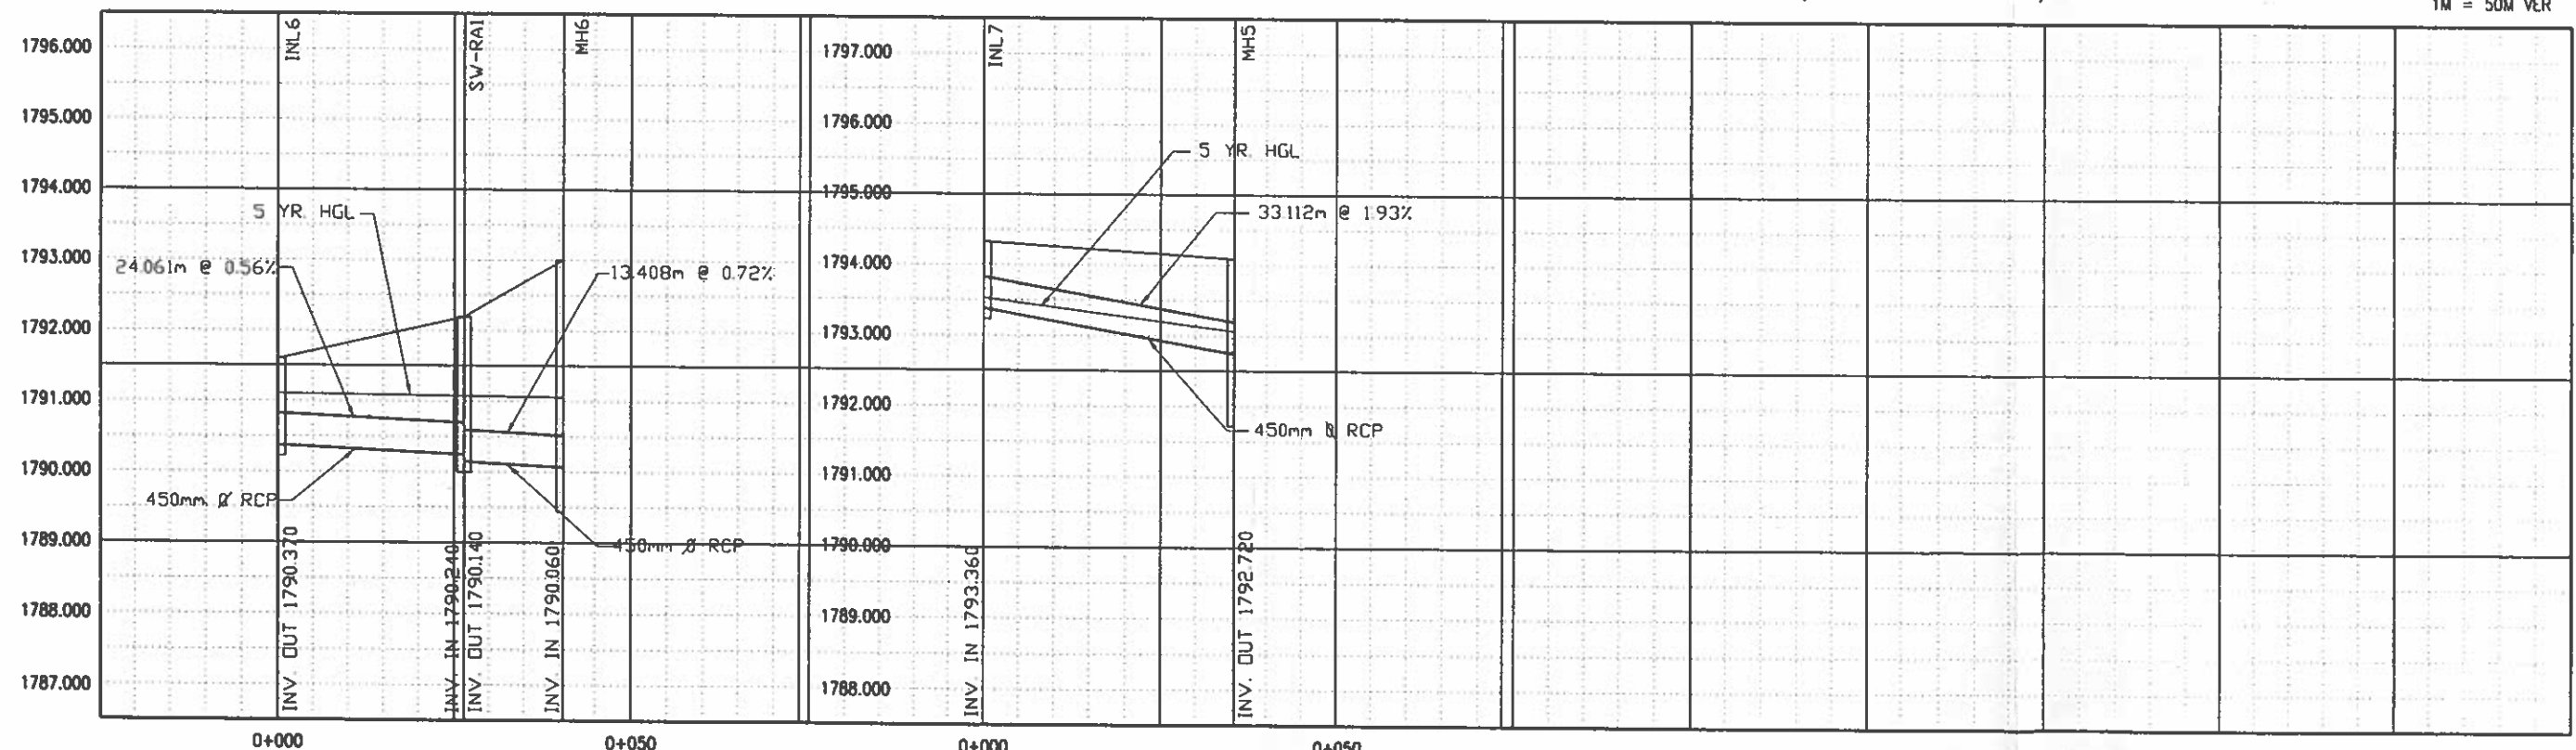 1M = 50M VER
1796.000
1795.000
1794.000
1793.000
1792.000
1791.000
1790.000
1789.000
1788.000
1787.000
INL6
SW-RA1
MH6
5 YR. HGL
24.061m @ 0.56%
13.408m @ 0.72%
450mm Ø RCP
450mm Ø RCP
INV. OUT 1790.370
INV. IN 1790.240
INV. OUT 1790.140
INV. IN 1790.060
0+000
0+050
1797.000
1796.000
1795.000
1794.000
1793.000
1792.000
1791.000
1790.000
1789.000
1788.000
INL7
MH5
5 YR. HGL
33.112m @ 1.93%
450mm Ø RCP
INV. IN 1793.360
INV. OUT 1792.720
0+000
0+050